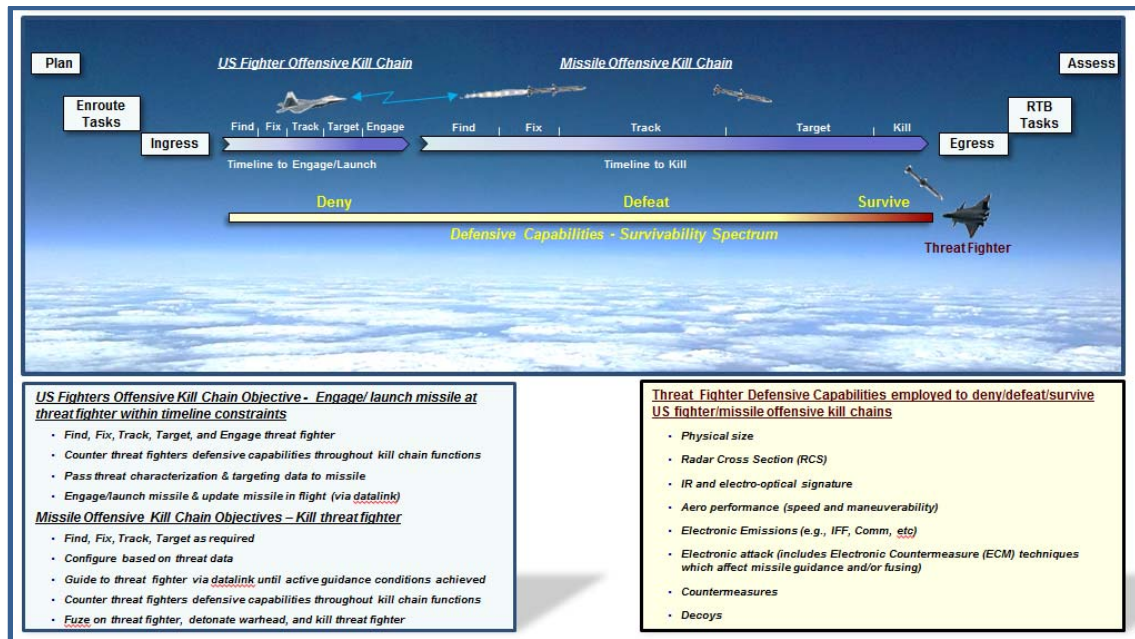 Plan
US Fighter Offensive Kill Chain
Missile Offensive Kill Chain
Assess
Enroute
Tasks
RTB
Tasks
Find Fix Track Target Engage
Find Fix Track Target Kill
Ingress
Egress
Timeline to Engage/Launch
Timeline to Kill
Deny Defeat Survive
Defensive Capabilities - Survivability Spectrum
Threat Fighter
US Fighters Offensive Kill Chain Objective - Engage/ launch missile at
threat fighter within timeline constraints
• Find, Fix, Track, Target, and Engage threat fighter
• Counter threat fighters defensive capabilities throughout kill chain functions
• Pass threat characterization & targeting data to missile
• Engage/launch missile & update missile in flight (via datalink)
Missile Offensive Kill Chain Objectives – Kill threat fighter
• Find, Fix, Track, Target as required
• Configure based on threat data
• Guide to threat fighter via datalink until active guidance conditions achieved
• Counter threat fighters defensive capabilities throughout kill chain functions
• Fuze on threat fighter, detonate warhead, and kill threat fighter
Threat Fighter Defensive Capabilities employed to deny/defeat/survive
US fighter/missile offensive kill chains
• Physical size
• Radar Cross Section (RCS)
• IR and electro-optical signature
• Aero performance (speed and maneuverability)
• Electronic Emissions (e.g., IFF, Comm, etc)
• Electronic attack (includes Electronic Countermeasure (ECM) techniques
which affect missile guidance and/or fusing)
• Countermeasures
• Decoys